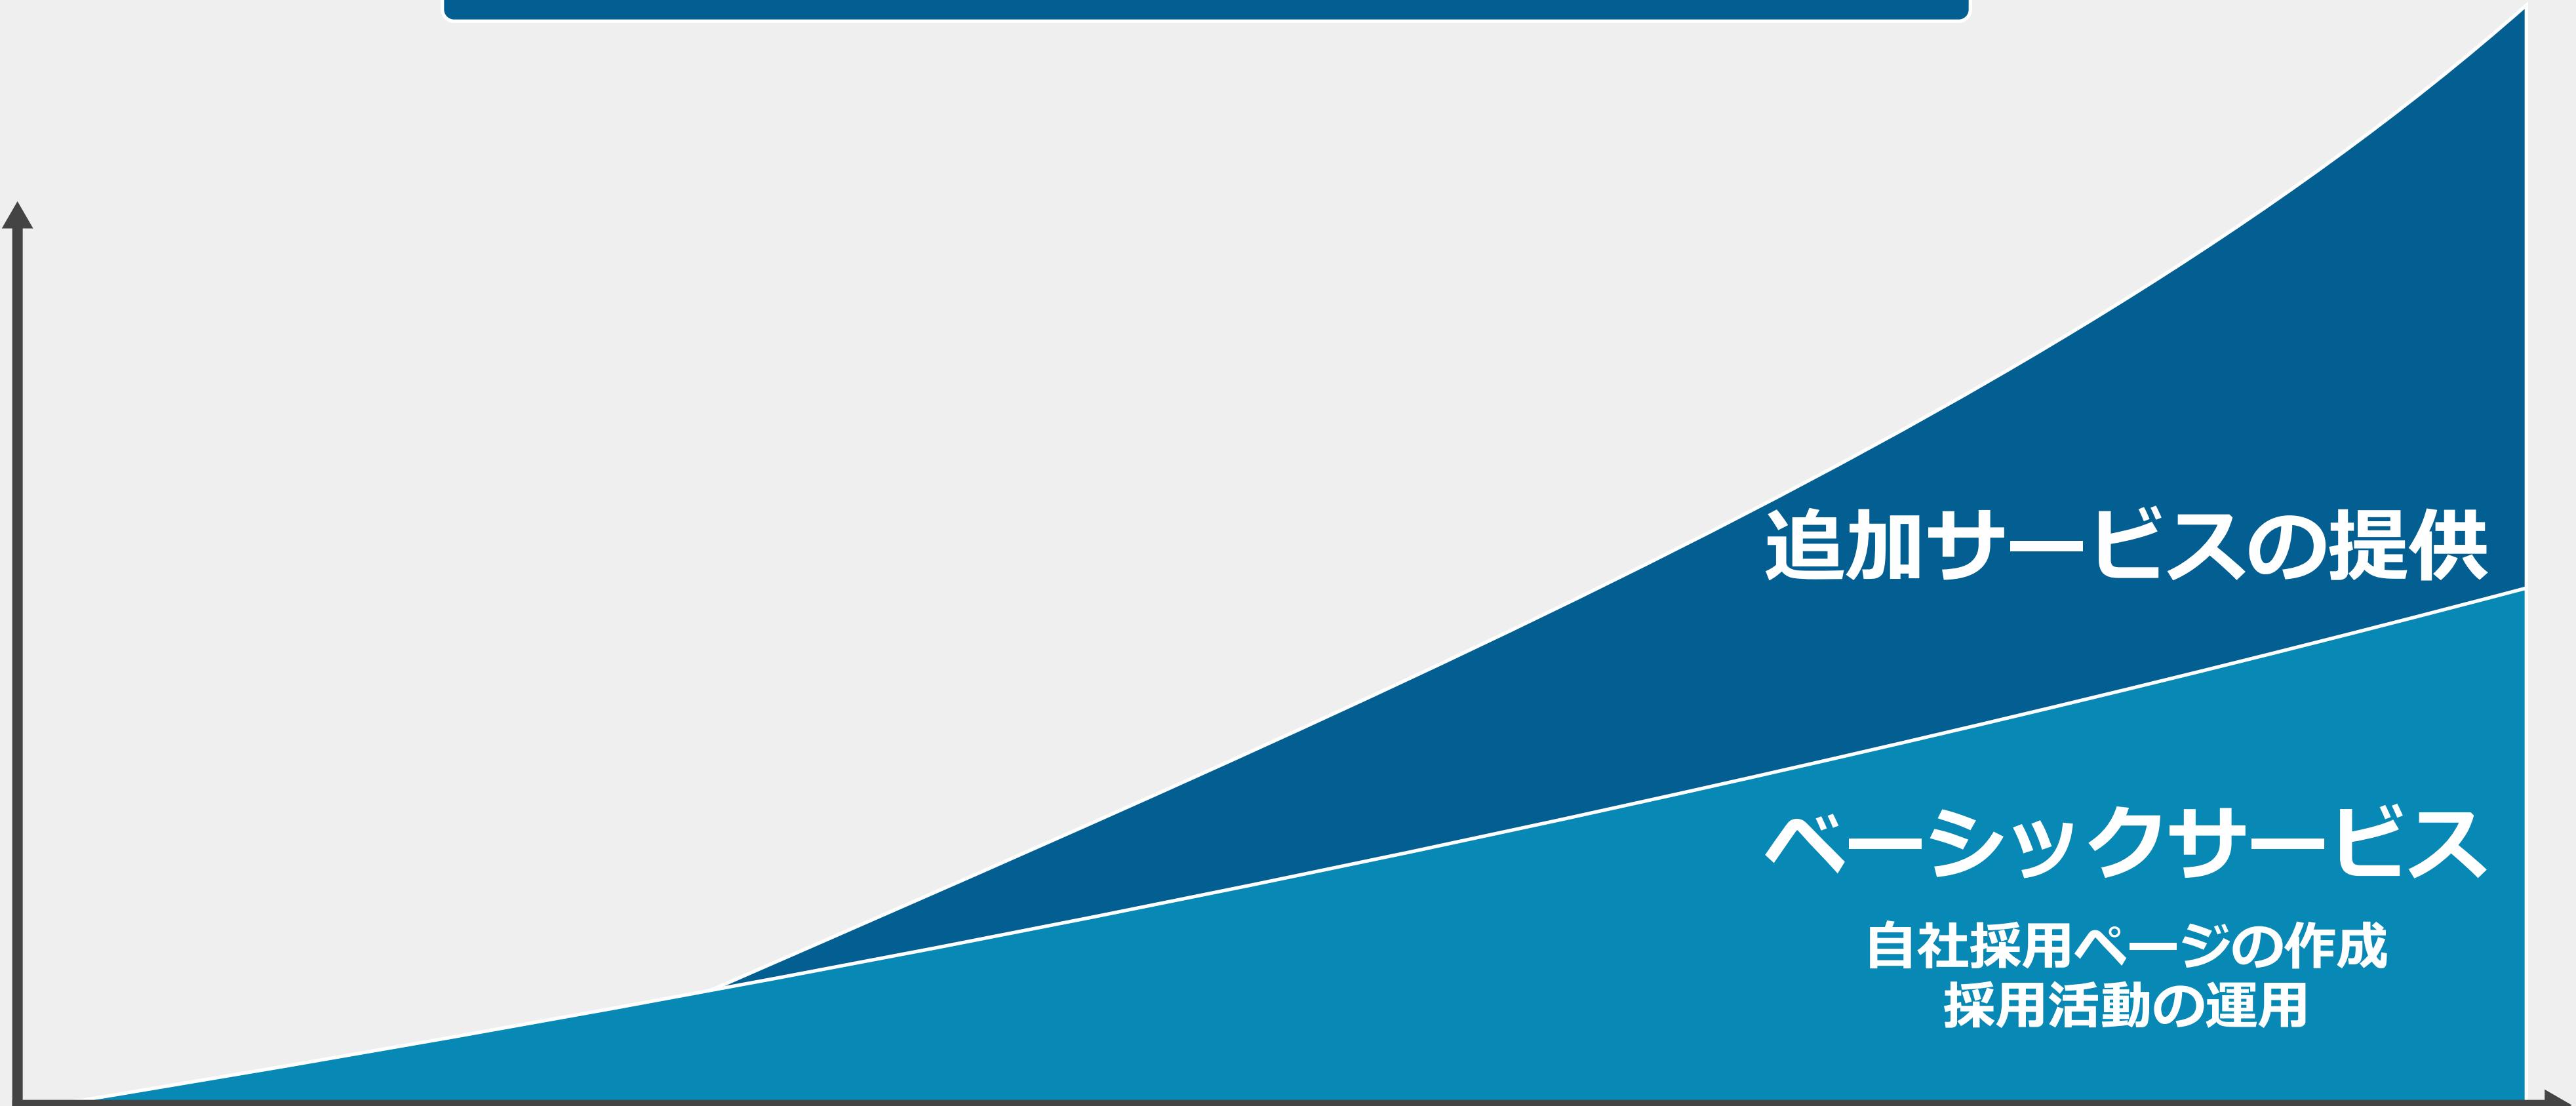 追加サービスの提供
ベーシックサービス
自社採用ページの作成
採用活動の運用